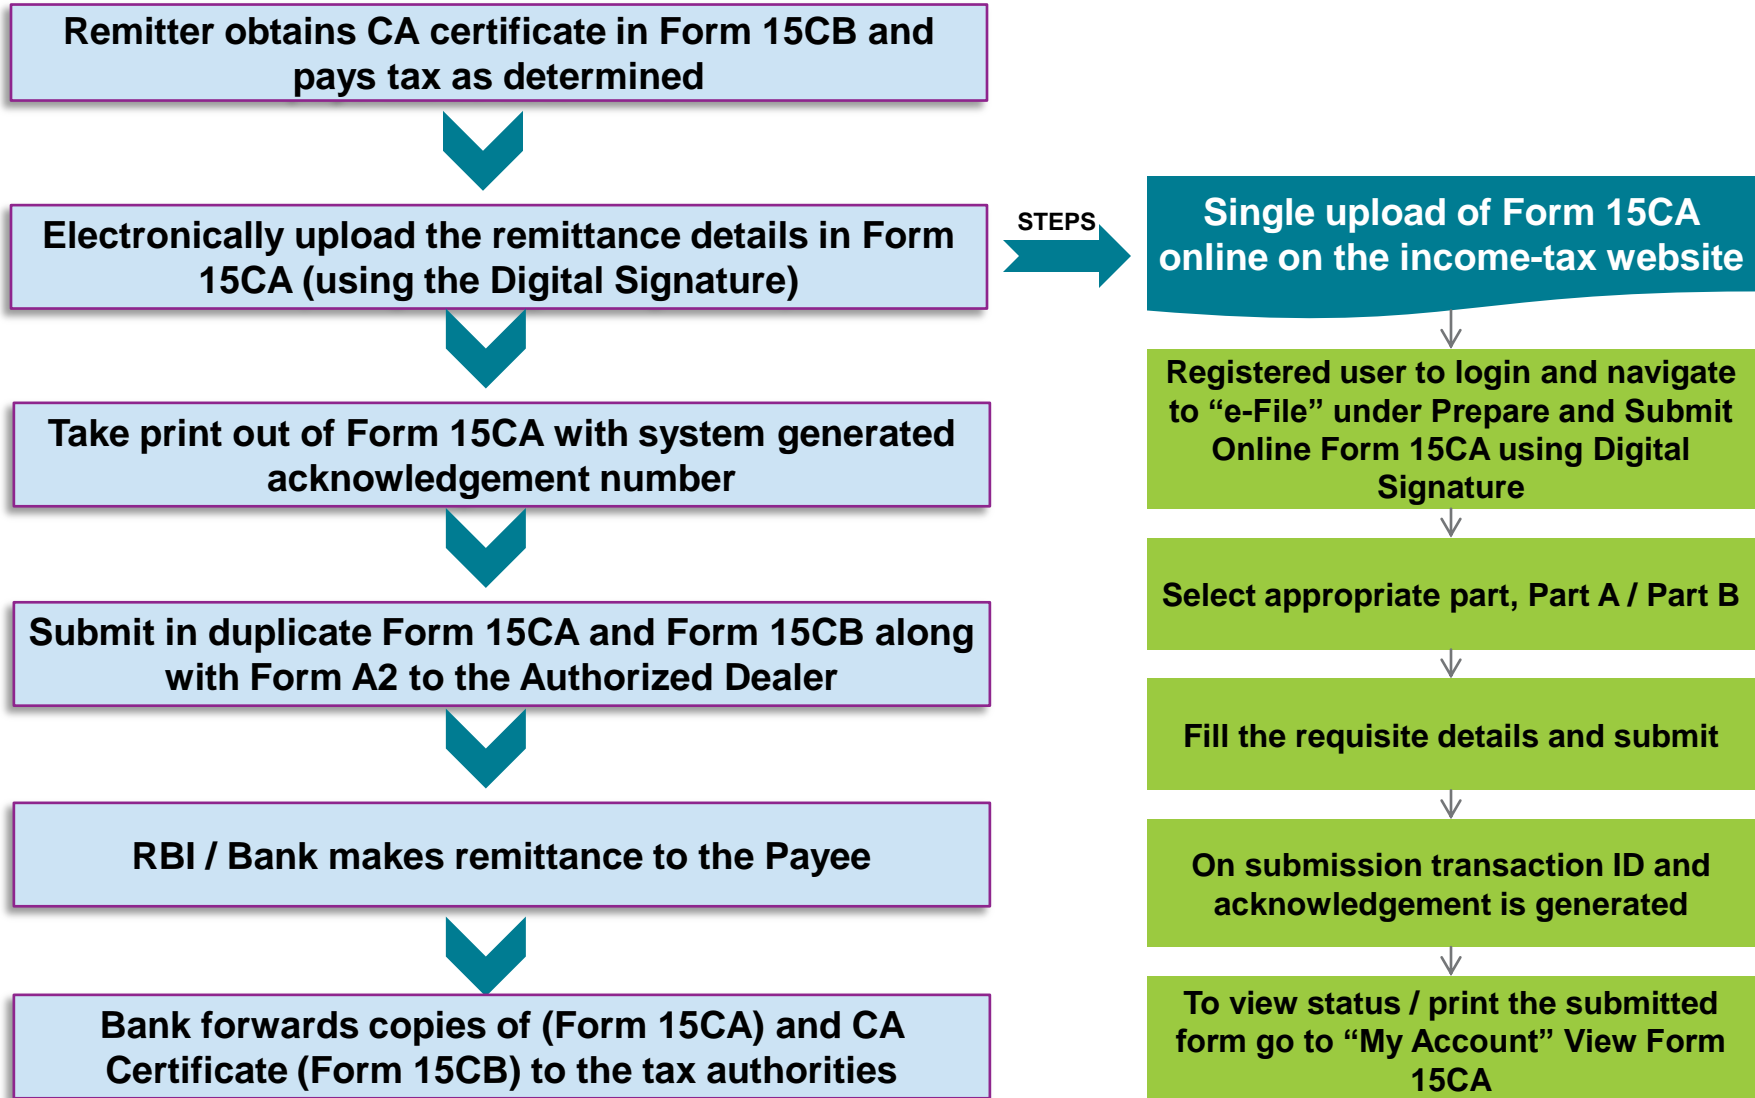 Remitter obtains CA certificate in Form 15CB and
pays tax as determined
Electronically upload the remittance details in Form
15CA (using the Digital Signature)
Take print out of Form 15CA with system generated
acknowledgement number
Submit in duplicate Form 15CA and Form 15CB along
with Form A2 to the Authorized Dealer
RBI / Bank makes remittance to the Payee
Bank forwards copies of (Form 15CA) and CA
Certificate (Form 15CB) to the tax authorities
STEPS
Single upload of Form 15CA
online on the income-tax website
Registered user to login and navigate
to “e-File” under Prepare and Submit
Online Form 15CA using Digital
Signature
Select appropriate part, Part A / Part B
Fill the requisite details and submit
On submission transaction ID and
acknowledgement is generated
To view status / print the submitted
form go to “My Account” View Form
15CA